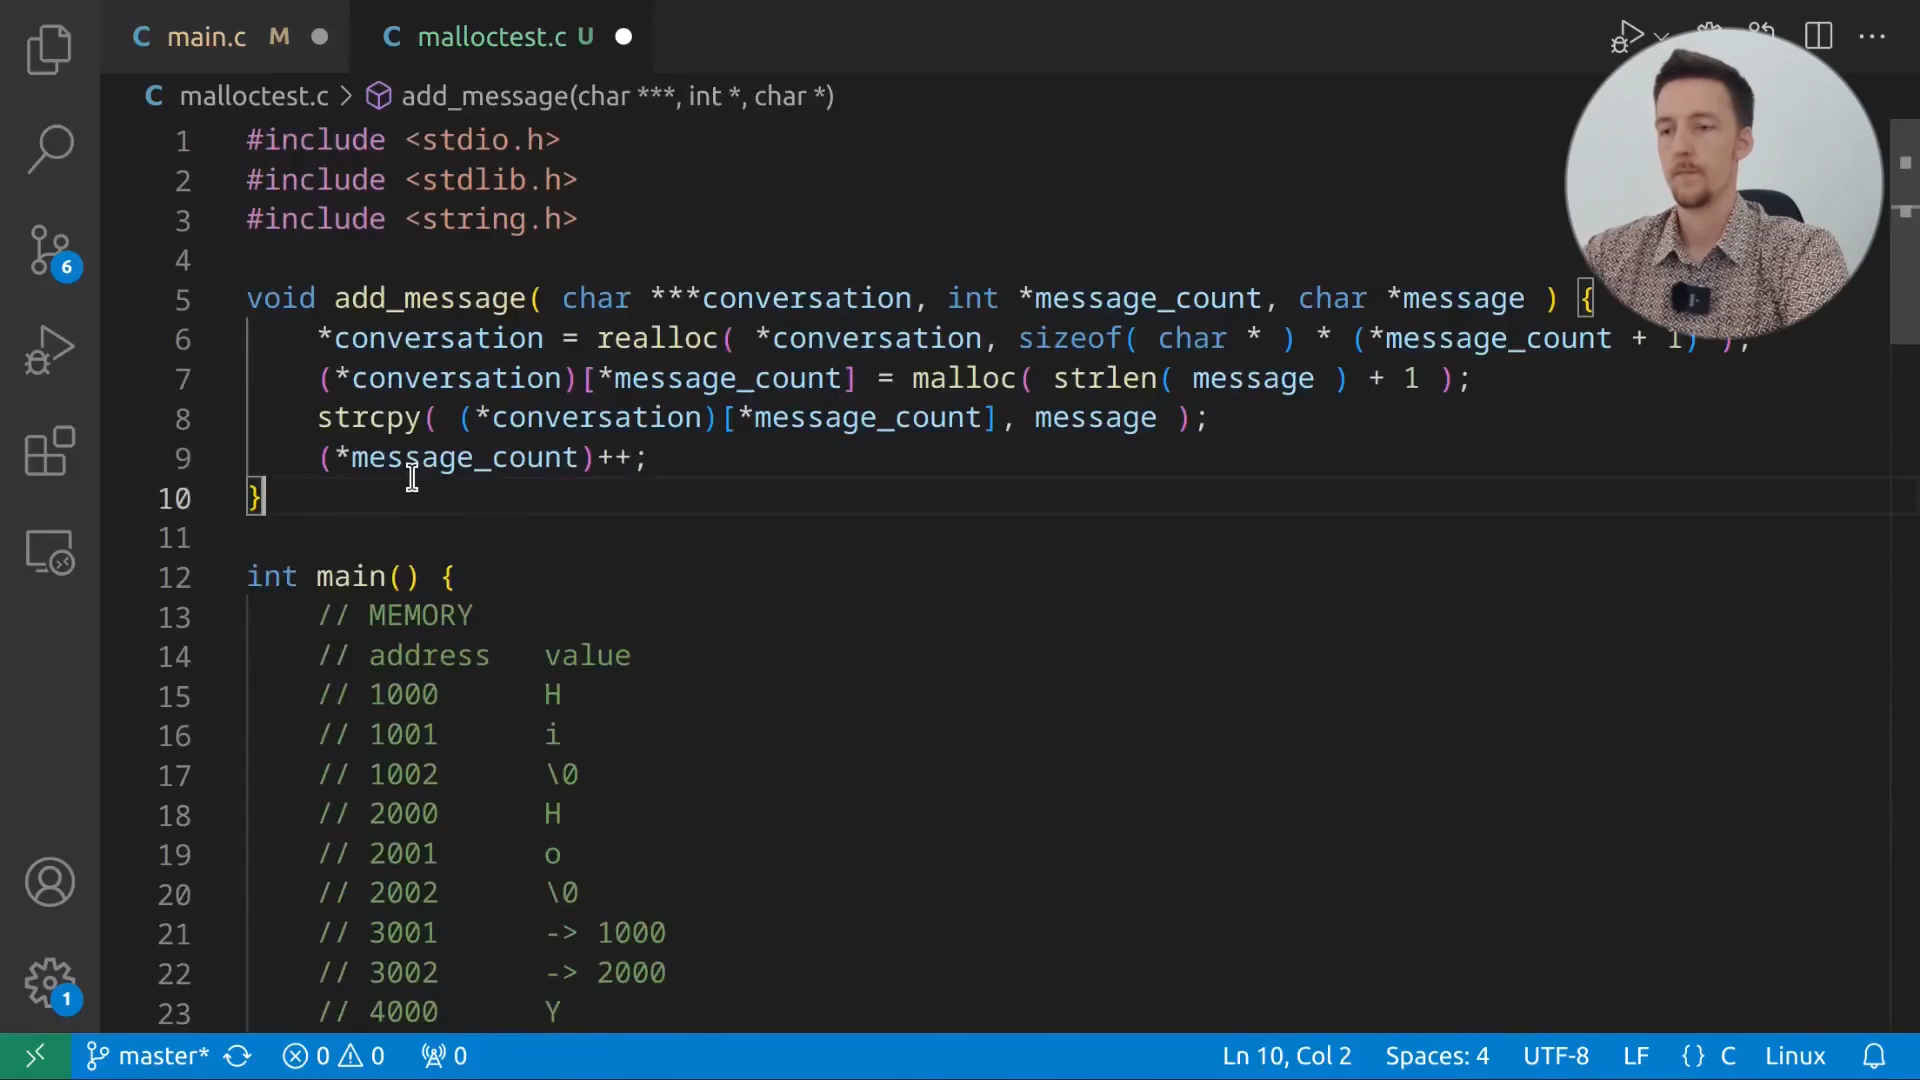 main.c M
malloctest.c U
malloctest.c > add_message(char ***, int *, char *)
1 #include <stdio.h>
2 #include <stdlib.h>
3 #include <string.h>
4
5 void add_message( char ***conversation, int *message_count, char *message ) {
6 *conversation = realloc( *conversation, sizeof( char * ) * (*message_count + 1) );
7 (*conversation)[*message_count] = malloc( strlen( message ) + 1 );
8 strcpy( (*conversation)[*message_count], message );
9 (*message_count)++;
10 }
11
12 int main() {
13 // MEMORY
14 // address value
15 // 1000 H
16 // 1001 i
17 // 1002 \0
18 // 2000 H
19 // 2001 o
20 // 2002 \0
21 // 3001 -> 1000
22 // 3002 -> 2000
23 // 4000 Y
6
1
master* 0 0 0 Ln 10, Col 2 Spaces: 4 UTF-8 LF {} C Linux